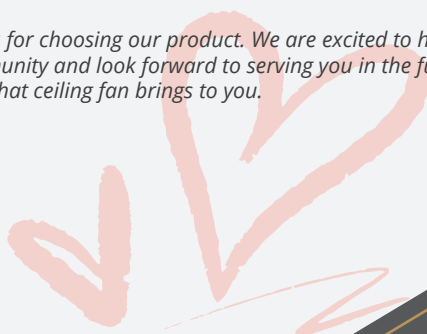 for choosing our product. We are excited to h
unity and look forward to serving you in the fu
hat ceiling fan brings to you.